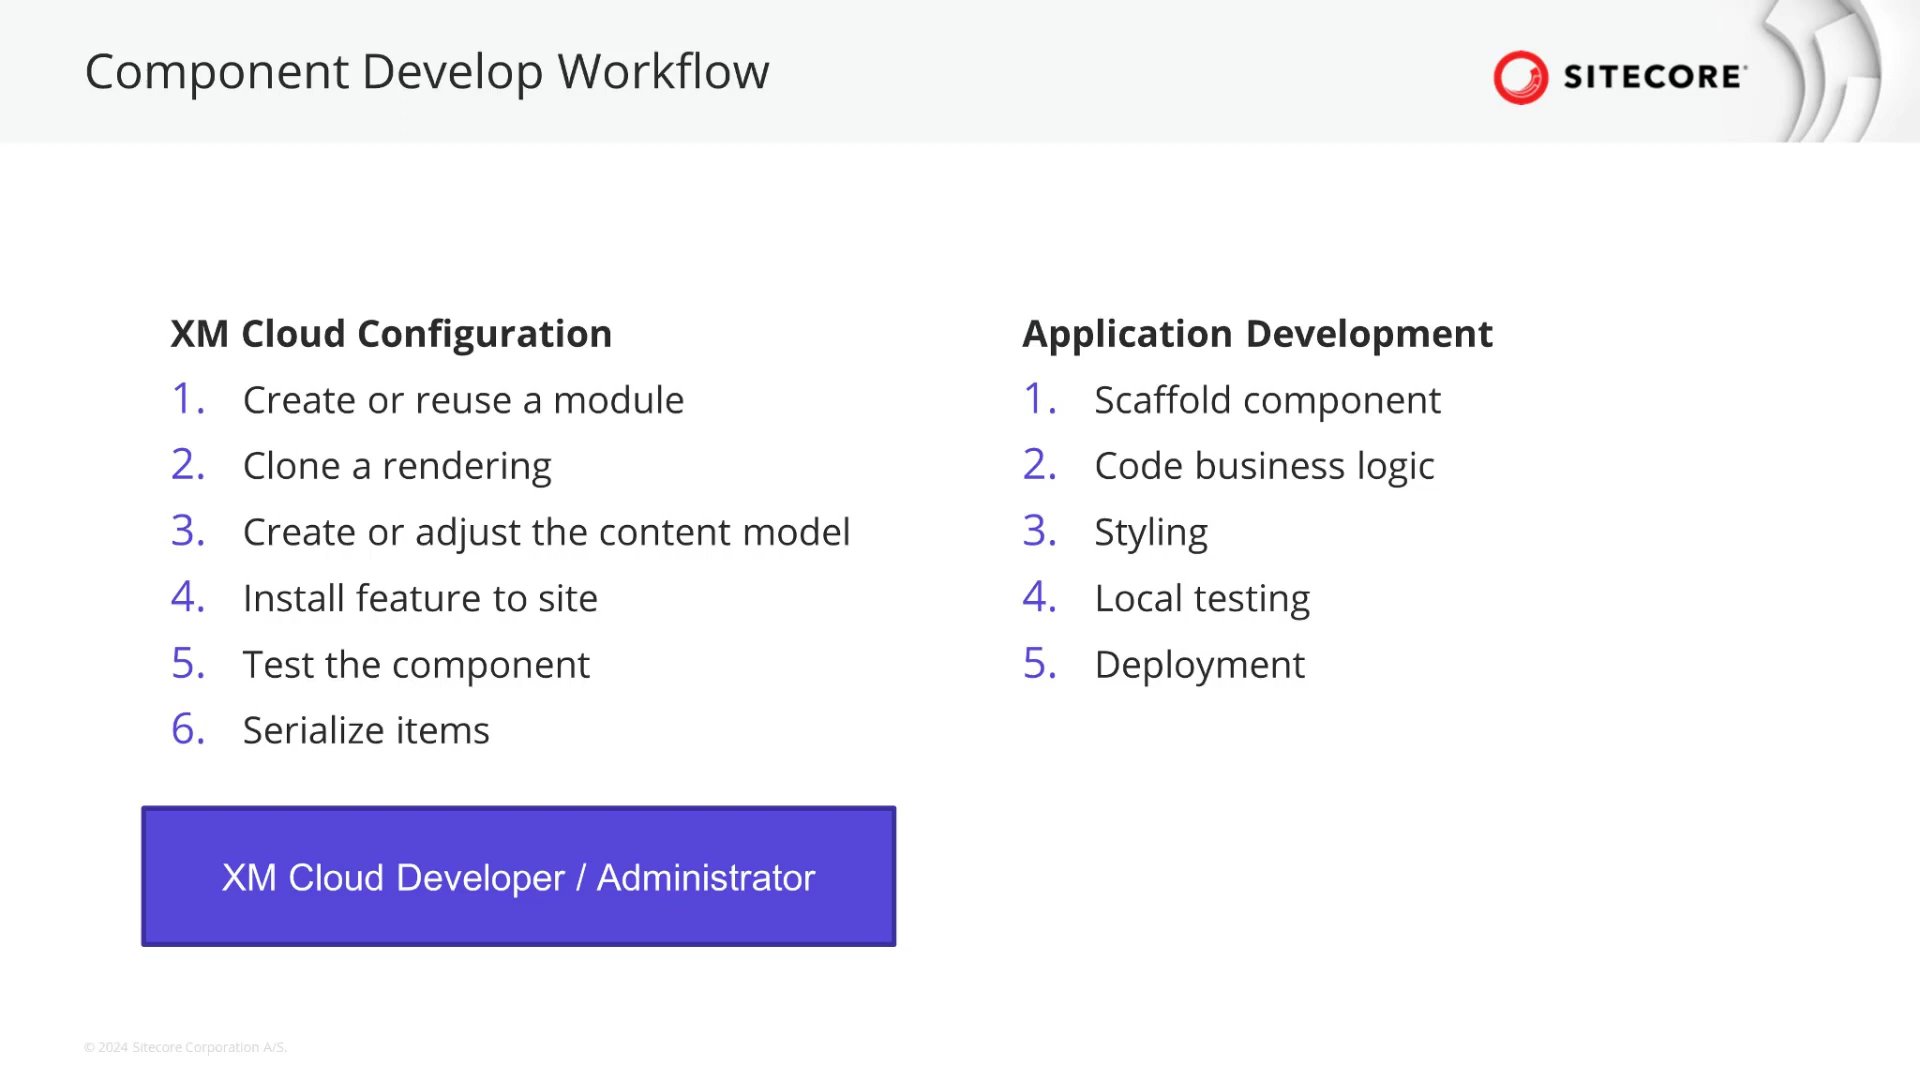 Component Develop Workflow
SITECORE
XM Cloud Configuration
1. Create or reuse a module
2. Clone a rendering
3. Create or adjust the content model
4. Install feature to site
5. Test the component
6. Serialize items
XM Cloud Developer / Administrator
Application Development
1. Scaffold component
2. Code business logic
3. Styling
4. Local testing
5. Deployment
© 2024 Sitecore Corporation A/S.